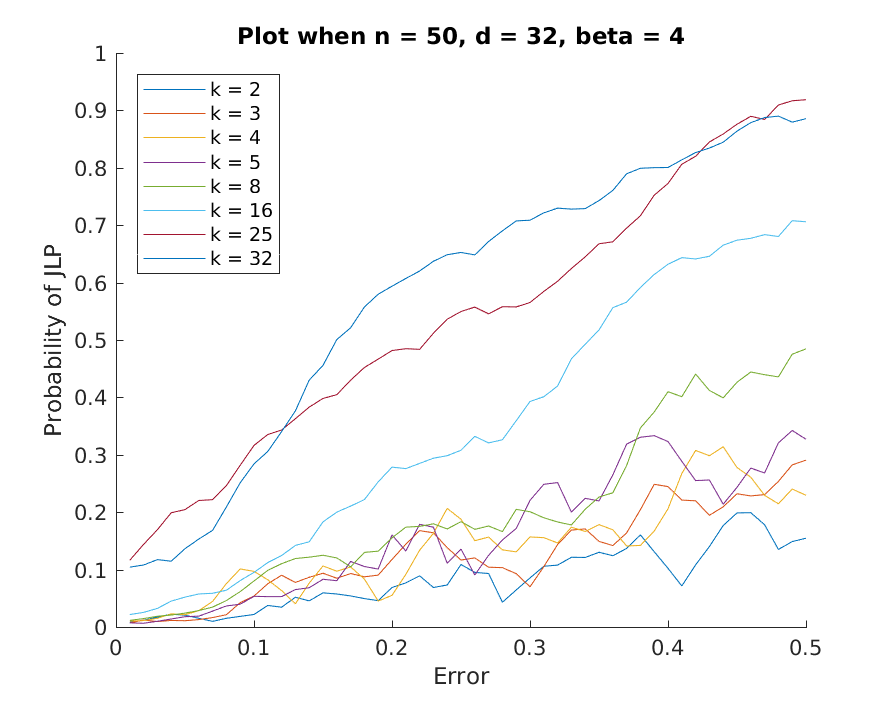 Plot when n = 50, d = 32, beta = 4
1
0.9
0.8
0.7
0.6
0.5
0.4
0.3
0.2
0.1
0
Probability of JLP
k = 2
k = 3
k = 4
k = 5
k = 8
k = 16
k = 25
k = 32
0 0.1 0.2 0.3 0.4 0.5
Error